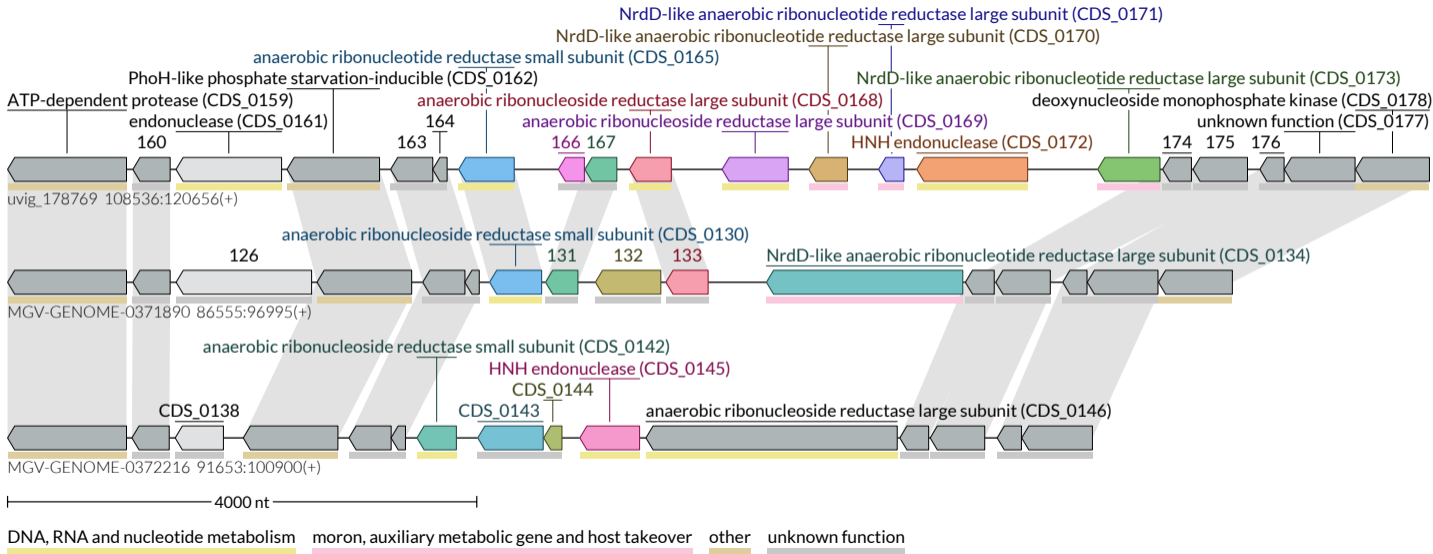 NrdD-like anaerobic ribonucleotide reductase large subunit (CDS_0171)
NrdD-like anaerobic ribonucleotide reductase large subunit (CDS_0170)
anaerobic ribonucleotide reductase small subunit (CDS_0165)
PhoH-like phosphate starvation-inducible (CDS_0162)
NrdD-like anaerobic ribonucleotide reductase large subunit (CDS_0173)
ATP-dependent protease (CDS_0159)
anaerobic ribonucleoside reductase large subunit (CDS_0168)
deoxynucleoside monophosphate kinase (CDS_0178)
endonuclease (CDS_0161)
164
anaerobic ribonucleoside reductase large subunit (CDS_0169)
unknown function (CDS_0177)
160
163
166 167
HNH endonuclease (CDS_0172)
174 175 176
uvig_178769 108536:120656(+)
anaerobic ribonucleoside reductase small subunit (CDS_0130)
126
131
132
133
NrdD-like anaerobic ribonucleotide reductase large subunit (CDS_0134)
MGV-GENOME-0371890 86555:96995(+)
anaerobic ribonucleoside reductase small subunit (CDS_0142)
HNH endonuclease (CDS_0145)
CDS_0144
CDS_0138
CDS_0143
anaerobic ribonucleoside reductase large subunit (CDS_0146)
MGV-GENOME-0372216 91653:100900(+)
4000 nt
DNA, RNA and nucleotide metabolism
moron, auxiliary metabolic gene and host takeover
other
unknown function